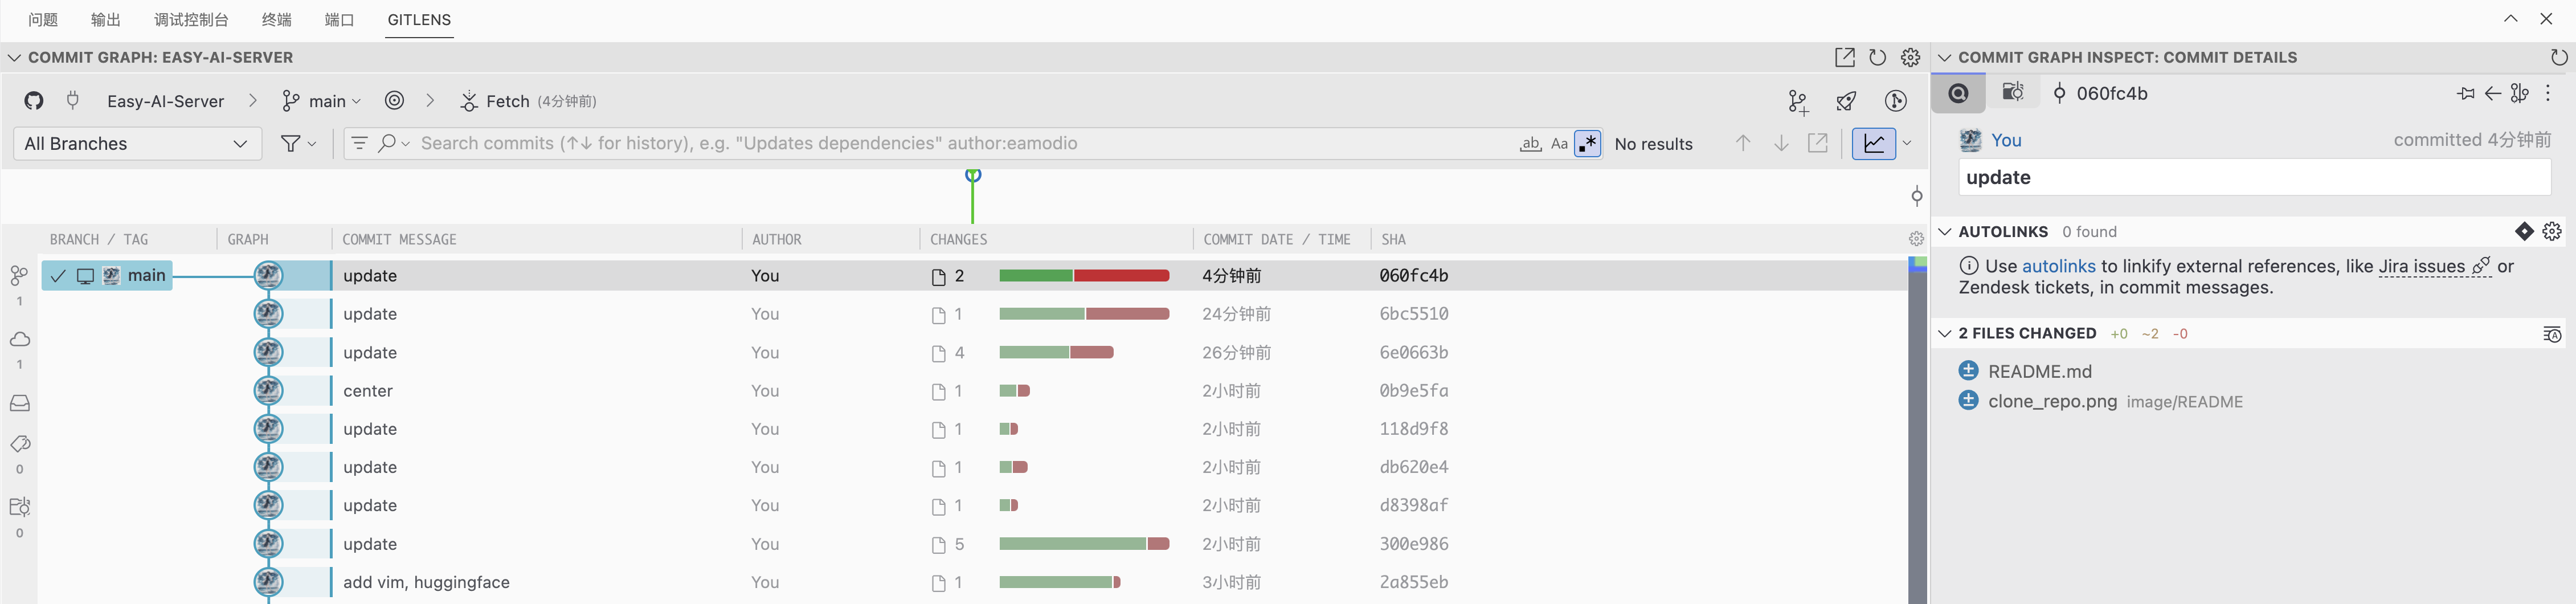 问题 输出 调试控制台 终端 端口 GITLENS
COMMIT GRAPH: EASY-AI-SERVER
Easy-AI-Server main Fetch (4分钟前)
All Branches Search commits (↑↓ for history), e.g. "Updates dependencies" author:eamodio ab Aa .* No results
BRANCH / TAG GRAPH COMMIT MESSAGE AUTHOR CHANGES COMMIT DATE / TIME SHA
main update You 2 4分钟前 060fc4b
update You 1 24分钟前 6bc5510
update You 4 26分钟前 6e0663b
center You 1 2小时前 0b9e5fa
update You 1 2小时前 118d9f8
update You 1 2小时前 db620e4
update You 1 2小时前 d8398af
update You 5 2小时前 300e986
add vim, huggingface You 1 3小时前 2a855eb
1
1
0
0
COMMIT GRAPH INSPECT: COMMIT DETAILS
060fc4b
You committed 4分钟前
update
AUTOLINKS 0 found
Use autolinks to linkify external references, like Jira issues or
Zendesk tickets, in commit messages.
2 FILES CHANGED +0 ~2 -0
README.md
clone_repo.png image/README